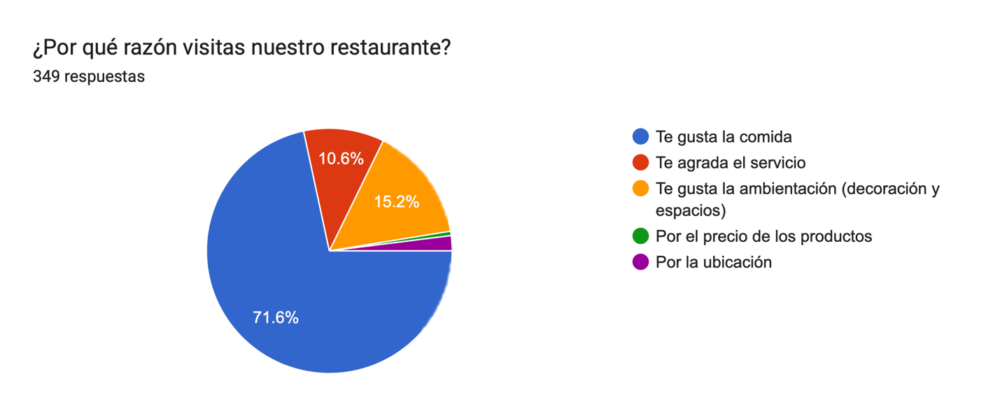 ¿Por qué razón visitas nuestro restaurante?
349 respuestas
10.6%
15.2%
71.6%
Te gusta la comida
Te agrada el servicio
Te gusta la ambientación (decoración y
espacios)
Por el precio de los productos
Por la ubicación